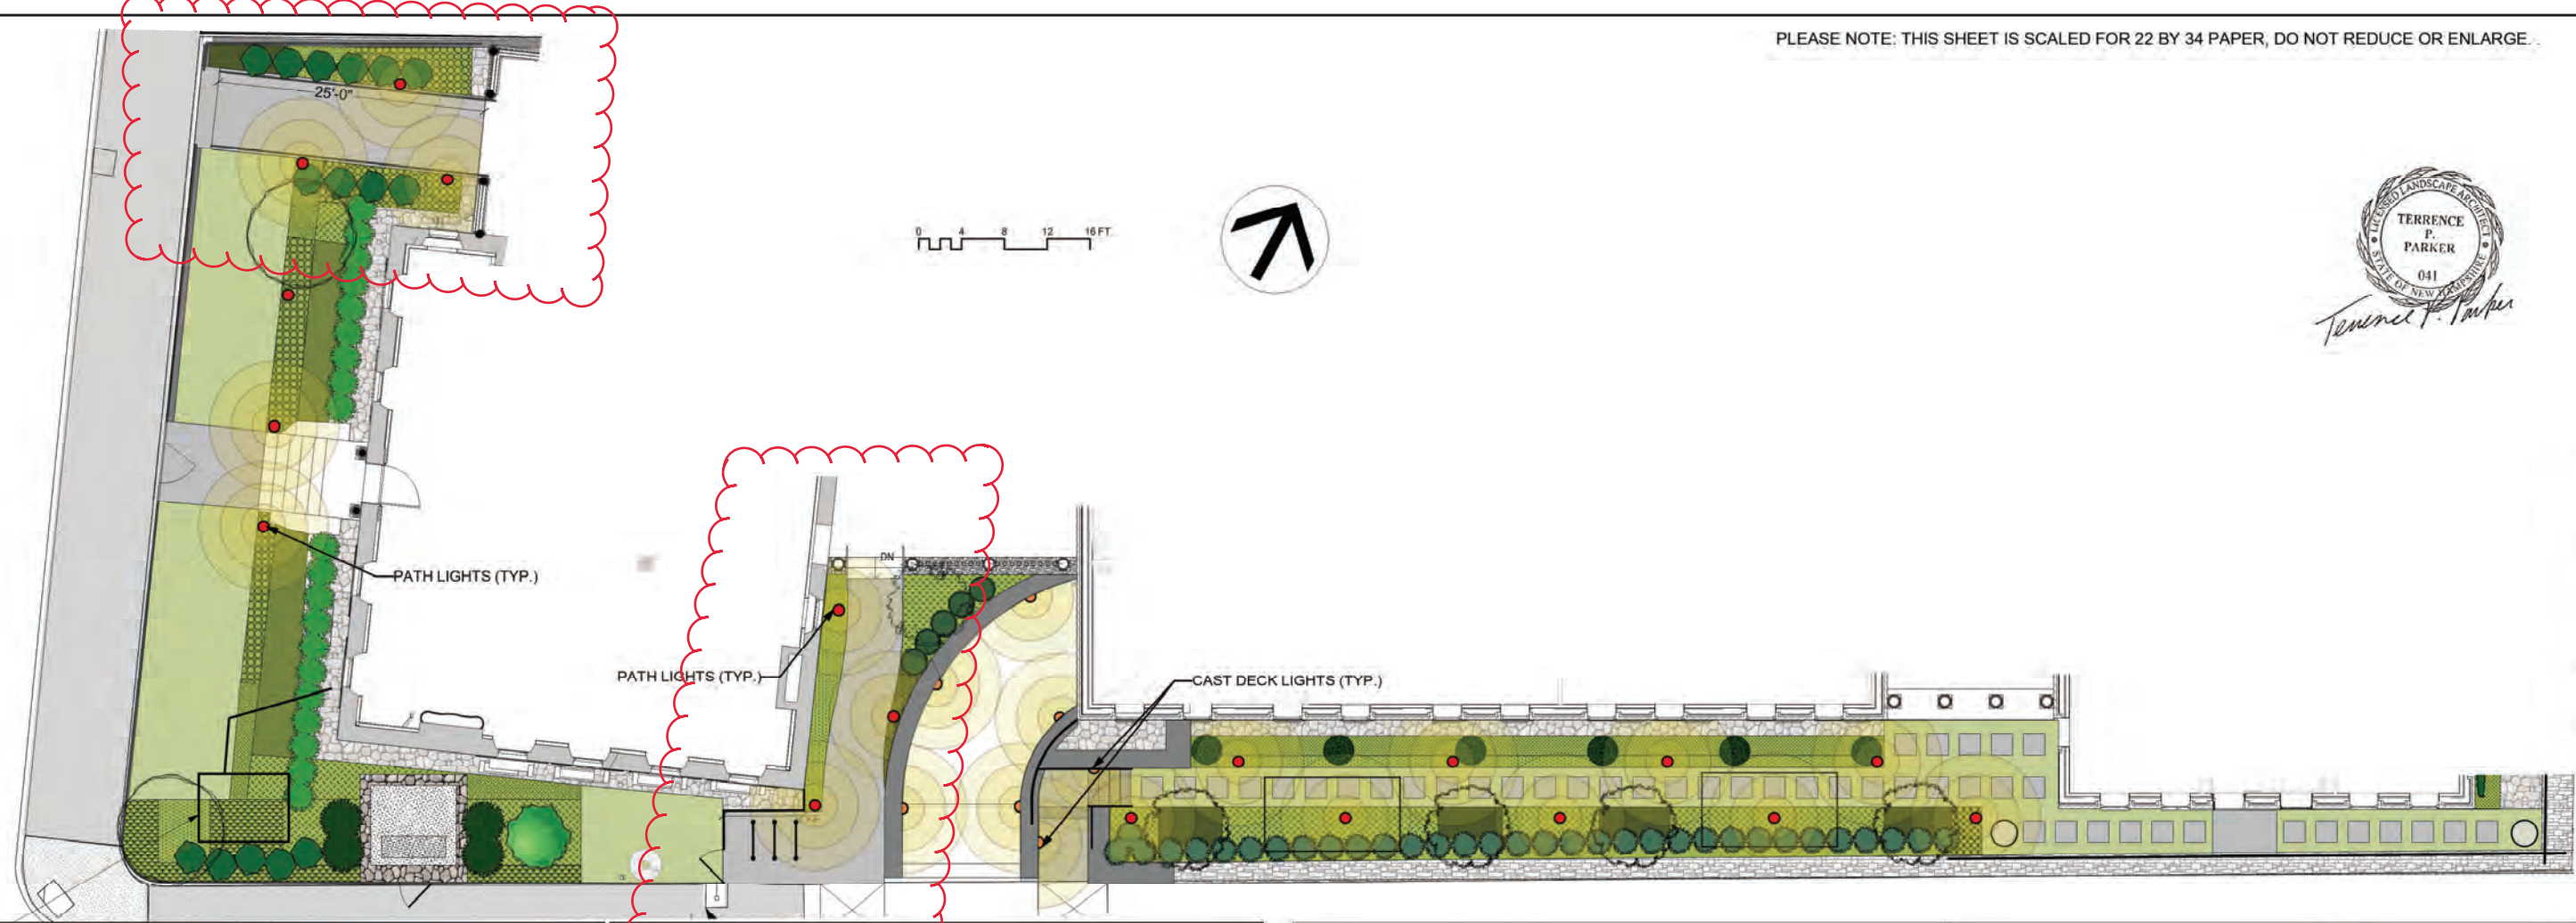 PLEASE NOTE: THIS SHEET IS SCALED FOR 22 BY 34 PAPER, DO NOT REDUCE OR ENLARGE.
25'-0"
0 4 8 12 16 FT.
LICENSED LANDSCAPE ARCHITECT
TERRENCE
P.
PARKER
041
STATE OF NEW HAMPSHIRE
Terrence P. Parker
DN
PATH LIGHTS (TYP.)
PATH LIGHTS (TYP.)
CAST DECK LIGHTS (TYP.)